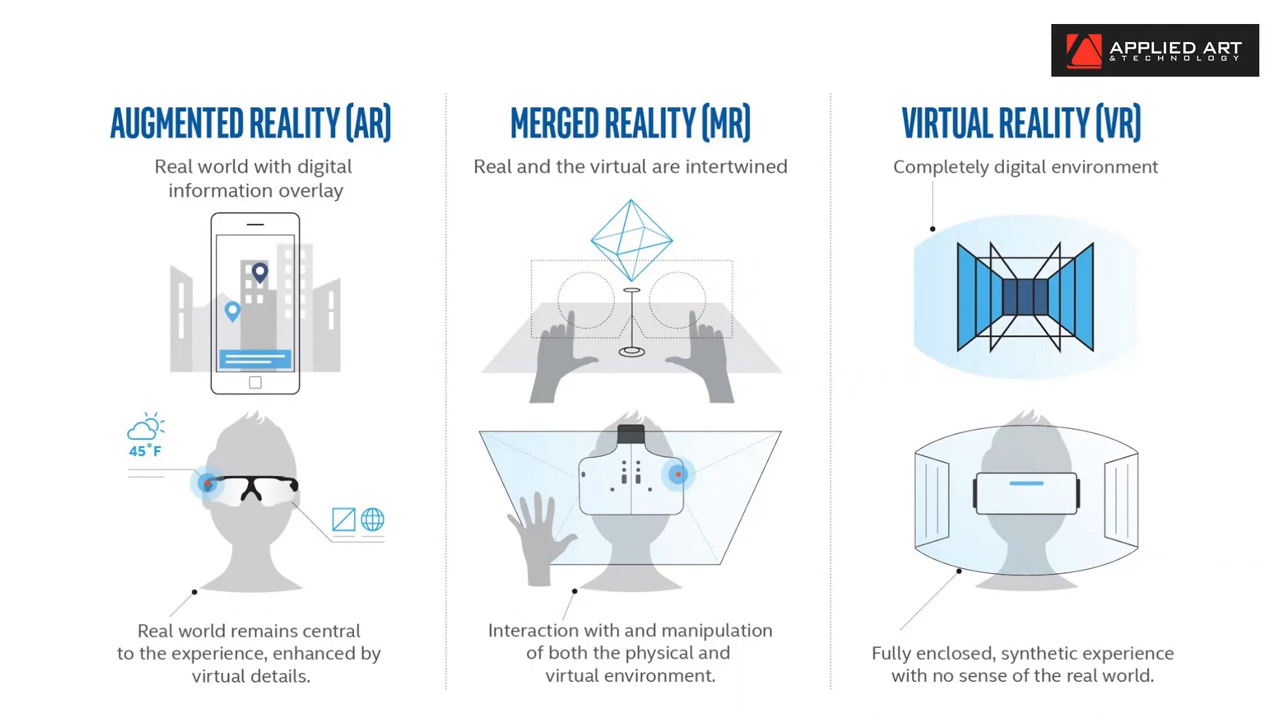 APPLIED ART
& TECHNOLOGY
AUGMENTED REALITY (AR)
Real world with digital
information overlay
45°F
Real world remains central
to the experience, enhanced by
virtual details.
MERGED REALITY (MR)
Real and the virtual are intertwined
Interaction with and manipulation
of both the physical and
virtual environment.
VIRTUAL REALITY (VR)
Completely digital environment
Fully enclosed, synthetic experience
with no sense of the real world.